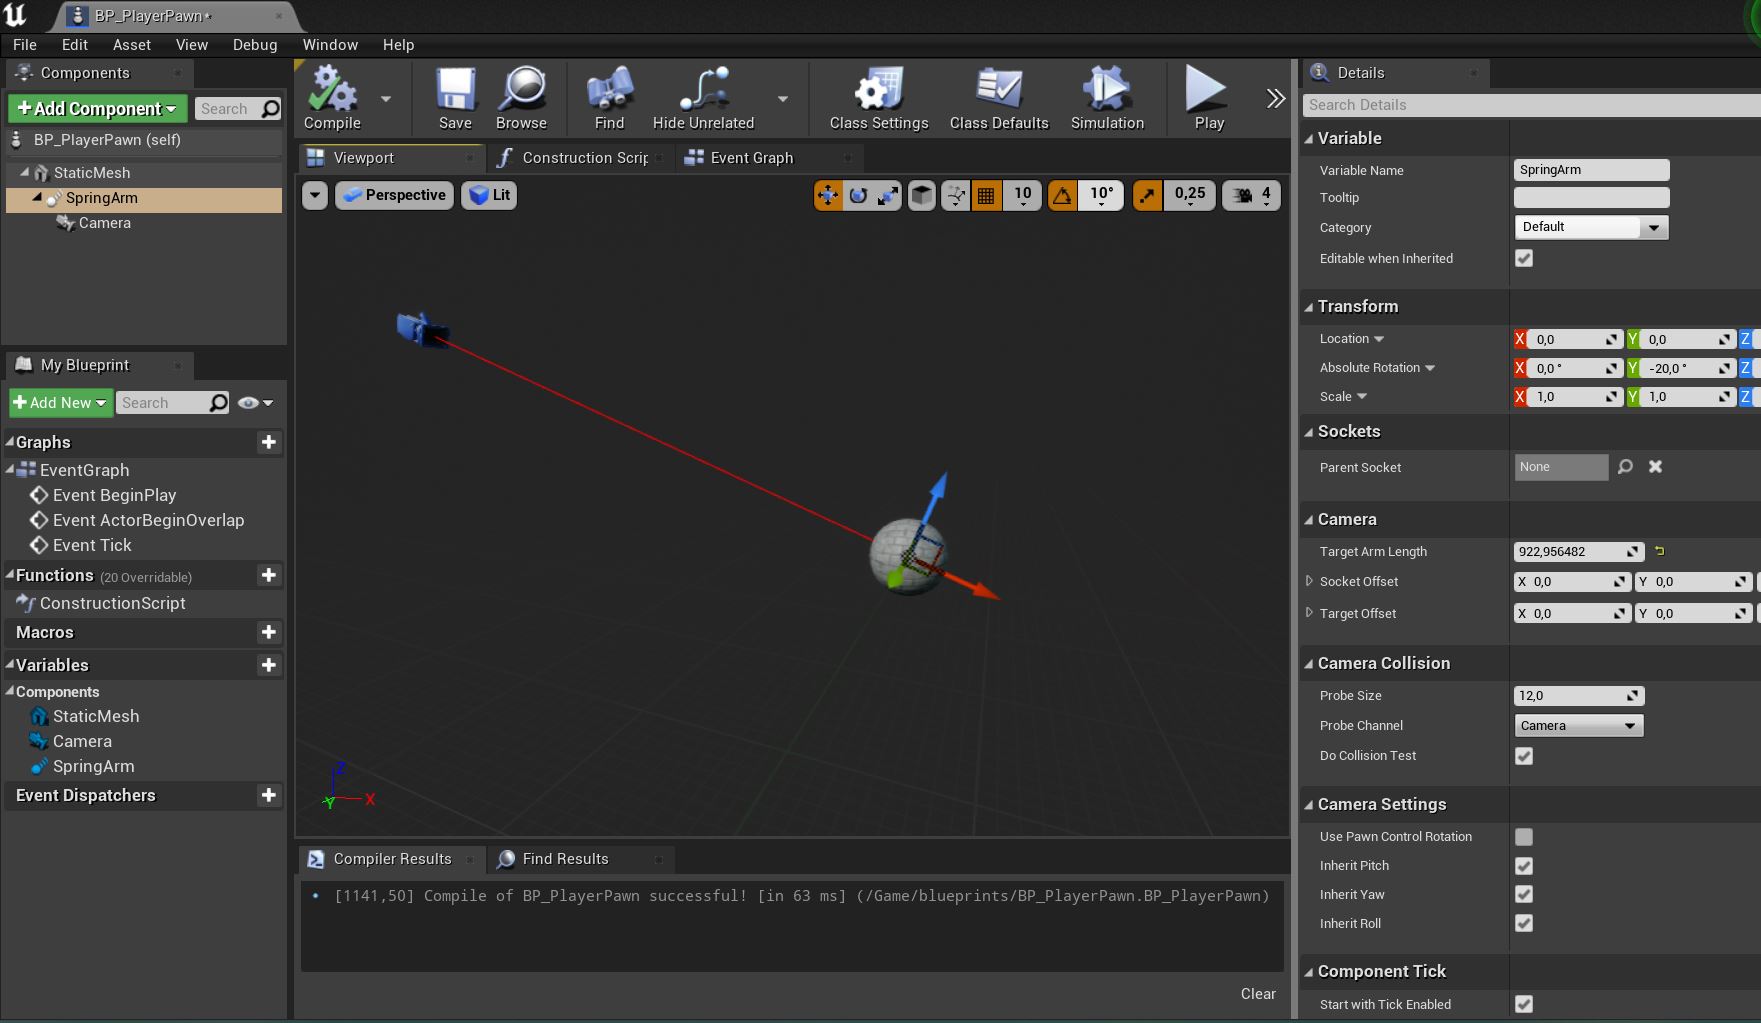 BP_PlayerPawn*
File Edit Asset View Debug Window Help
Components
Add Component
Search
BP_PlayerPawn (self)
StaticMesh
SpringArm
Camera
My Blueprint
Add New
Search
Graphs
EventGraph
Event BeginPlay
Event ActorBeginOverlap
Event Tick
Functions (20 Overridable)
ConstructionScript
Macros
Variables
Components
StaticMesh
Camera
SpringArm
Event Dispatchers
Compile Save Browse Find Hide Unrelated Class Settings Class Defaults Simulation Play
Viewport Construction Scrip Event Graph
Perspective Lit 10 10° 0,25 4
Z
Y X
Compiler Results Find Results
[1141,50] Compile of BP_PlayerPawn successful! [in 63 ms] (/Game/blueprints/BP_PlayerPawn.BP_PlayerPawn)
Clear
Details
Search Details
Variable
Variable Name SpringArm
Tooltip
Category Default
Editable when Inherited
Transform
Location X 0,0 Y 0,0 Z
Absolute Rotation X 0,0 ° Y -20,0 ° Z
Scale X 1,0 Y 1,0 Z
Sockets
Parent Socket None
Camera
Target Arm Length 922,956482
Socket Offset X 0,0 Y 0,0
Target Offset X 0,0 Y 0,0
Camera Collision
Probe Size 12,0
Probe Channel Camera
Do Collision Test
Camera Settings
Use Pawn Control Rotation
Inherit Pitch
Inherit Yaw
Inherit Roll
Component Tick
Start with Tick Enabled